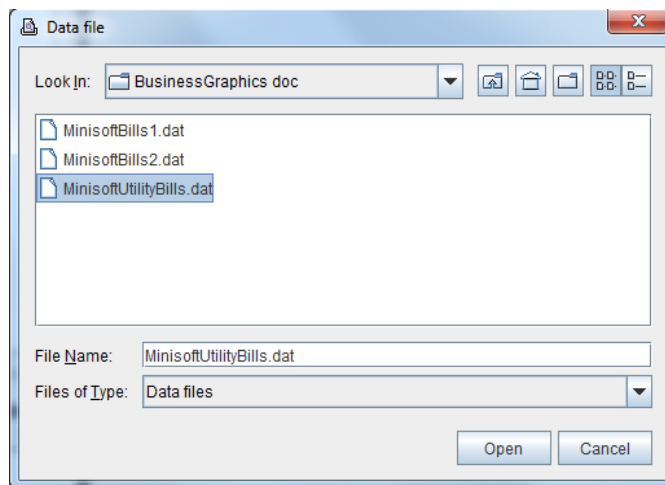 Data file
Look In: BusinessGraphics doc
MinisoftBills1.dat
MinisoftBills2.dat
MinisoftUtilityBills.dat
File Name: MinisoftUtilityBills.dat
Files of Type: Data files
Open Cancel